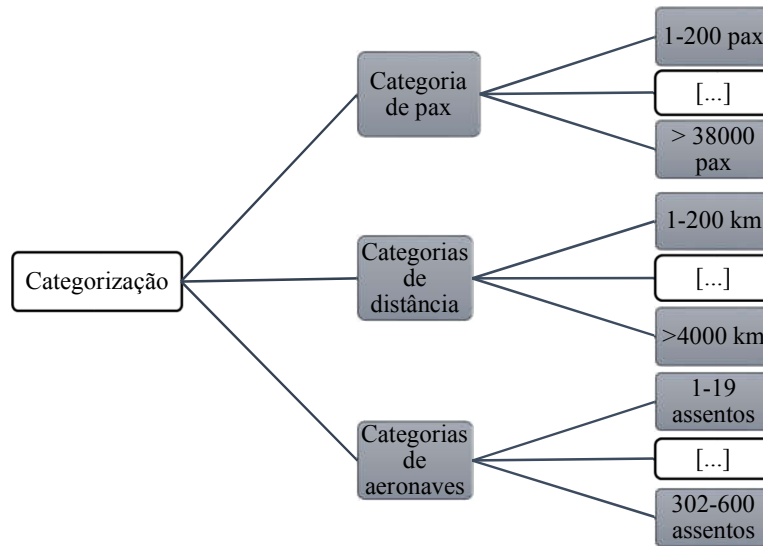 Categorização
Categoria
de pax
1-200 pax
[...]
> 38000
pax
Categorias
de
distância
1-200 km
[...]
>4000 km
Categorias
de
aeronaves
1-19
assentos
[...]
302-600
assentos